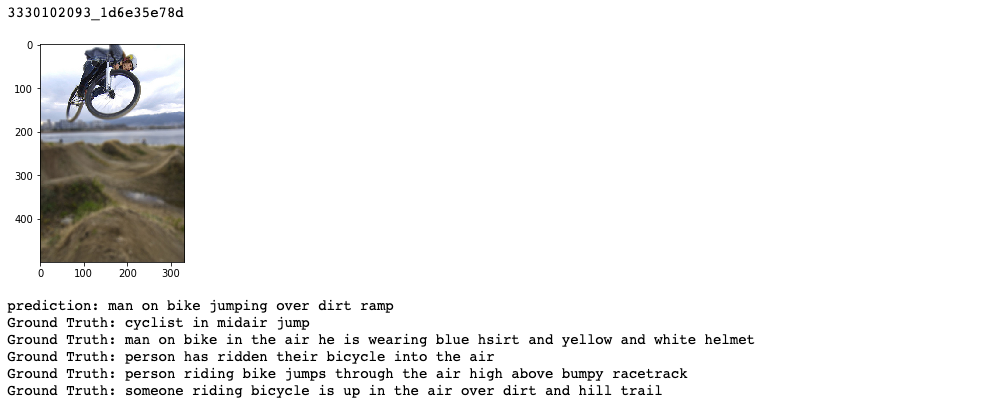 3330102093_1d6e35e78d
0
100
200
300
400
0 100 200 300
prediction: man on bike jumping over dirt ramp
Ground Truth: cyclist in midair jump
Ground Truth: man on bike in the air he is wearing blue hsirt and yellow and white helmet
Ground Truth: person has ridden their bicycle into the air
Ground Truth: person riding bike jumps through the air high above bumpy racetrack
Ground Truth: someone riding bicycle is up in the air over dirt and hill trail